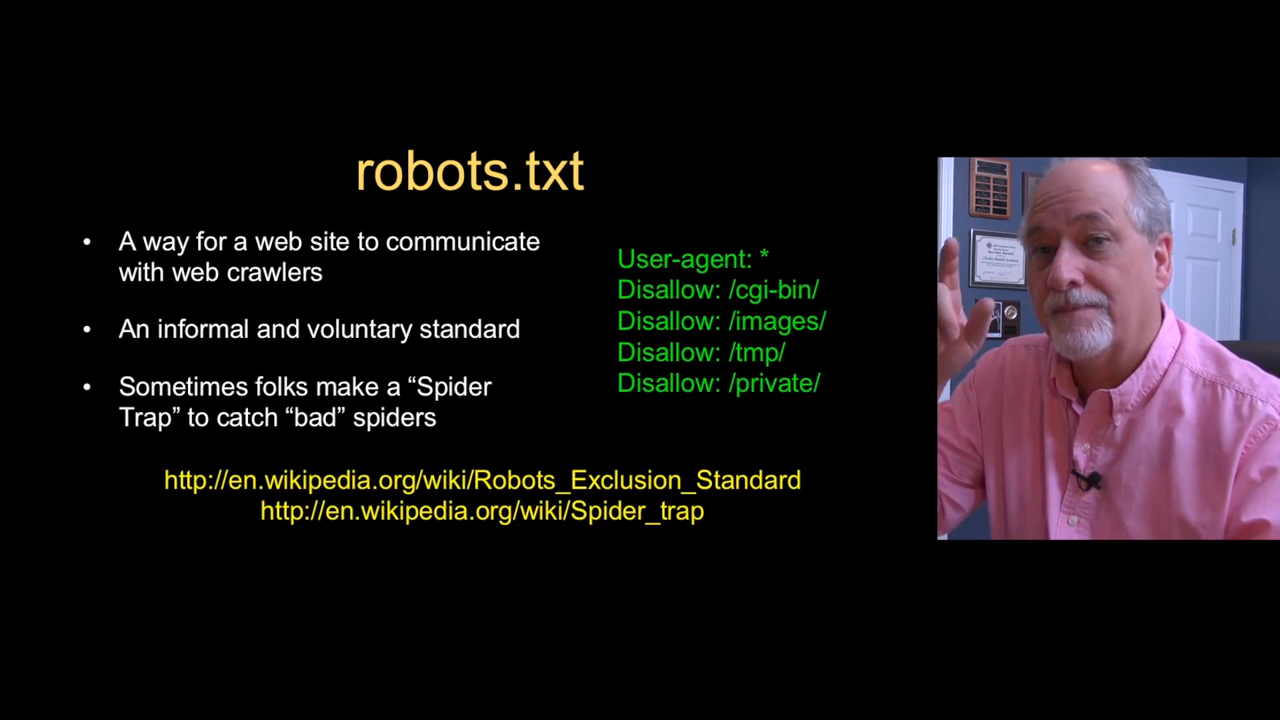 robots.txt
• A way for a web site to communicate
with web crawlers
• An informal and voluntary standard
• Sometimes folks make a “Spider
Trap” to catch “bad” spiders
User-agent: *
Disallow: /cgi-bin/
Disallow: /images/
Disallow: /tmp/
Disallow: /private/
http://en.wikipedia.org/wiki/Robots_Exclusion_Standard
http://en.wikipedia.org/wiki/Spider_trap